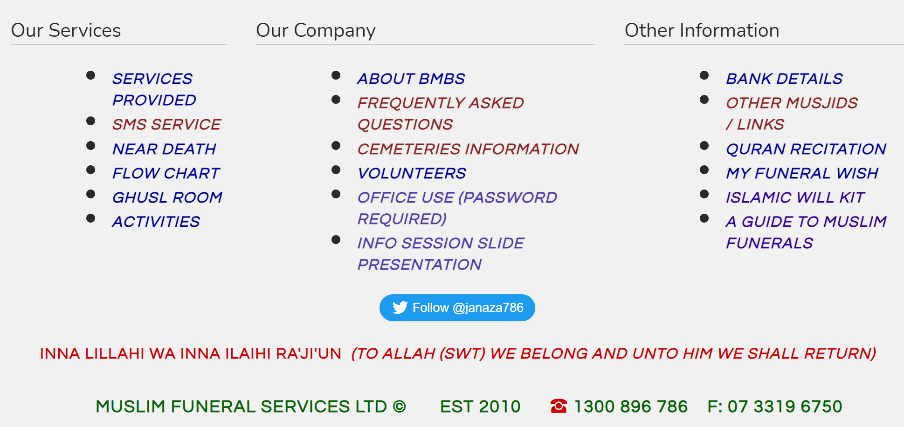 Our Services
SERVICES
PROVIDED
SMS SERVICE
NEAR DEATH
FLOW CHART
GHUSL ROOM
ACTIVITIES
Our Company
ABOUT BMBS
FREQUENTLY ASKED
QUESTIONS
CEMETERIES INFORMATION
VOLUNTEERS
OFFICE USE (PASSWORD
REQUIRED)
INFO SESSION SLIDE
PRESENTATION
Other Information
BANK DETAILS
OTHER MUSJIDS
/ LINKS
QURAN RECITATION
MY FUNERAL WISH
ISLAMIC WILL KIT
A GUIDE TO MUSLIM
FUNERALS
Follow @janaza786
INNA LILLAHI WA INNA ILAIHI RA'JI'UN (TO ALLAH (SWT) WE BELONG AND UNTO HIM WE SHALL RETURN)
MUSLIM FUNERAL SERVICES LTD © EST 2010 ☎ 1300 896 786 F: 07 3319 6750